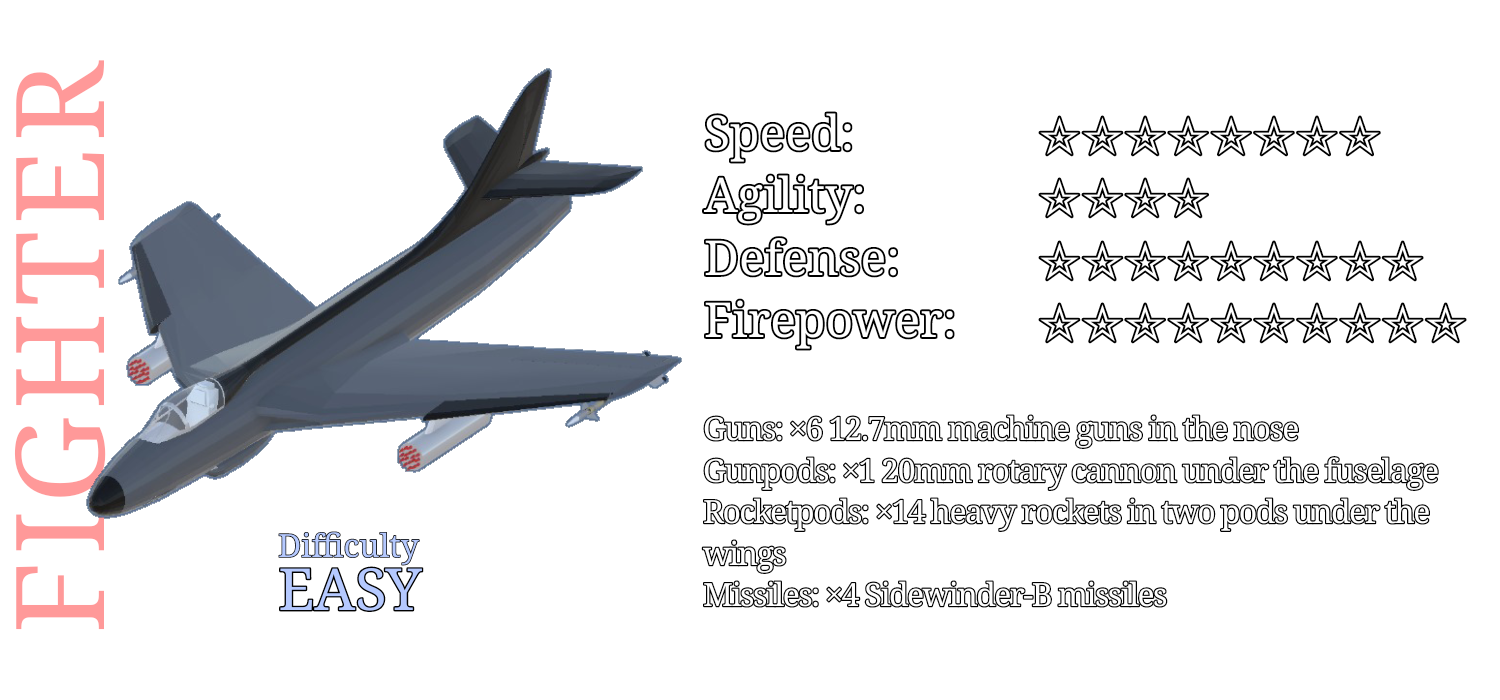 FIGHTER
Speed: ☆☆☆☆☆☆☆☆
Agility: ☆☆☆☆
Defense: ☆☆☆☆☆☆☆☆☆
Firepower: ☆☆☆☆☆☆☆☆☆☆
Guns: ×6 12.7mm machine guns in the nose
Gunpods: ×1 20mm rotary cannon under the fuselage
Rocketpods: ×14 heavy rockets in two pods under the
wings
Missiles: ×4 Sidewinder-B missiles
Difficulty
EASY